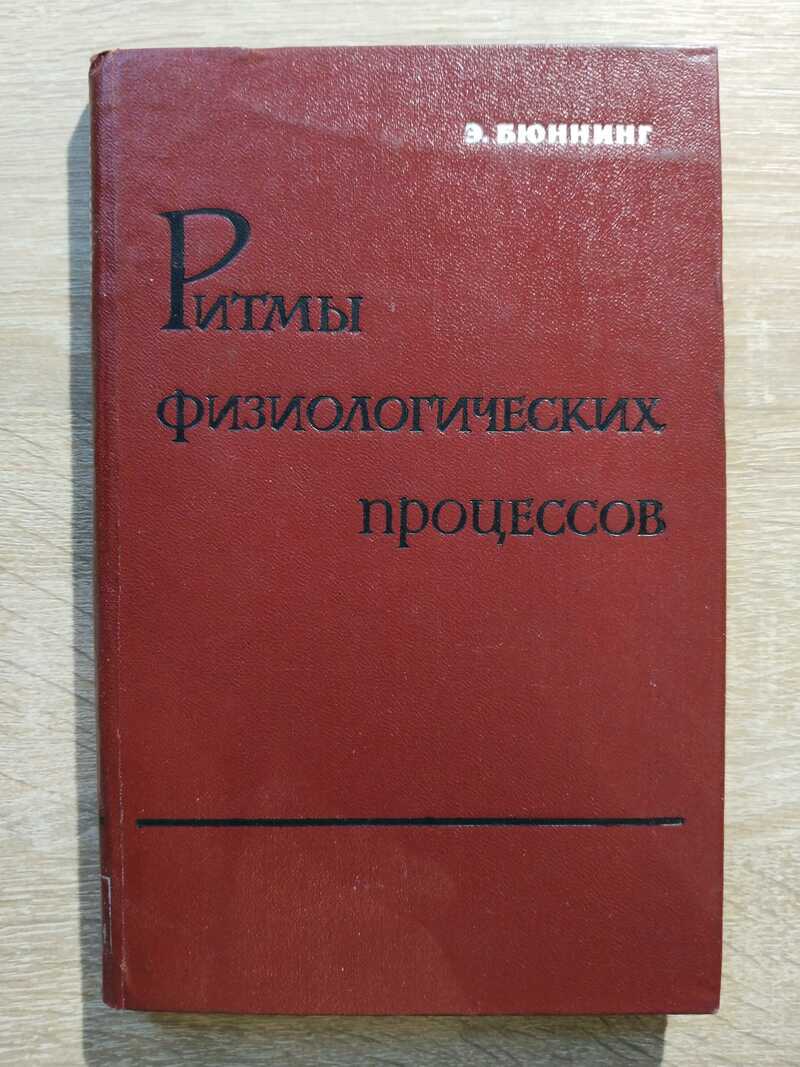 Э. БЮННИНГ
Ритмы
физиологических
процессов